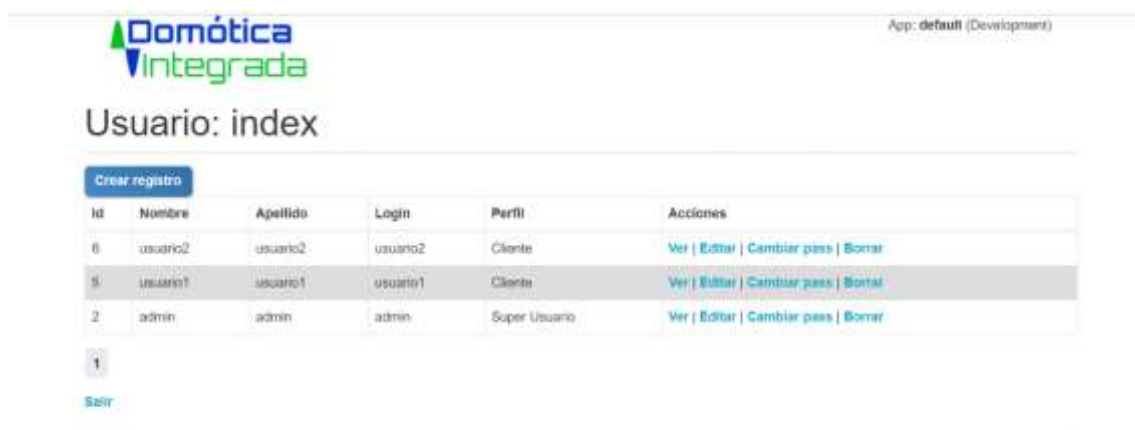 Domótica
Integrada
App: default (Development)
Usuario: index
Crear registro
Id Nombre Apellido Login Perfil Acciones
6 usuario2 usuario2 usuario2 Cliente Ver | Editar | Cambiar pass | Borrar
5 usuario1 usuario1 usuario1 Cliente Ver | Editar | Cambiar pass | Borrar
2 admin admin admin Super Usuario Ver | Editar | Cambiar pass | Borrar
1
Salir